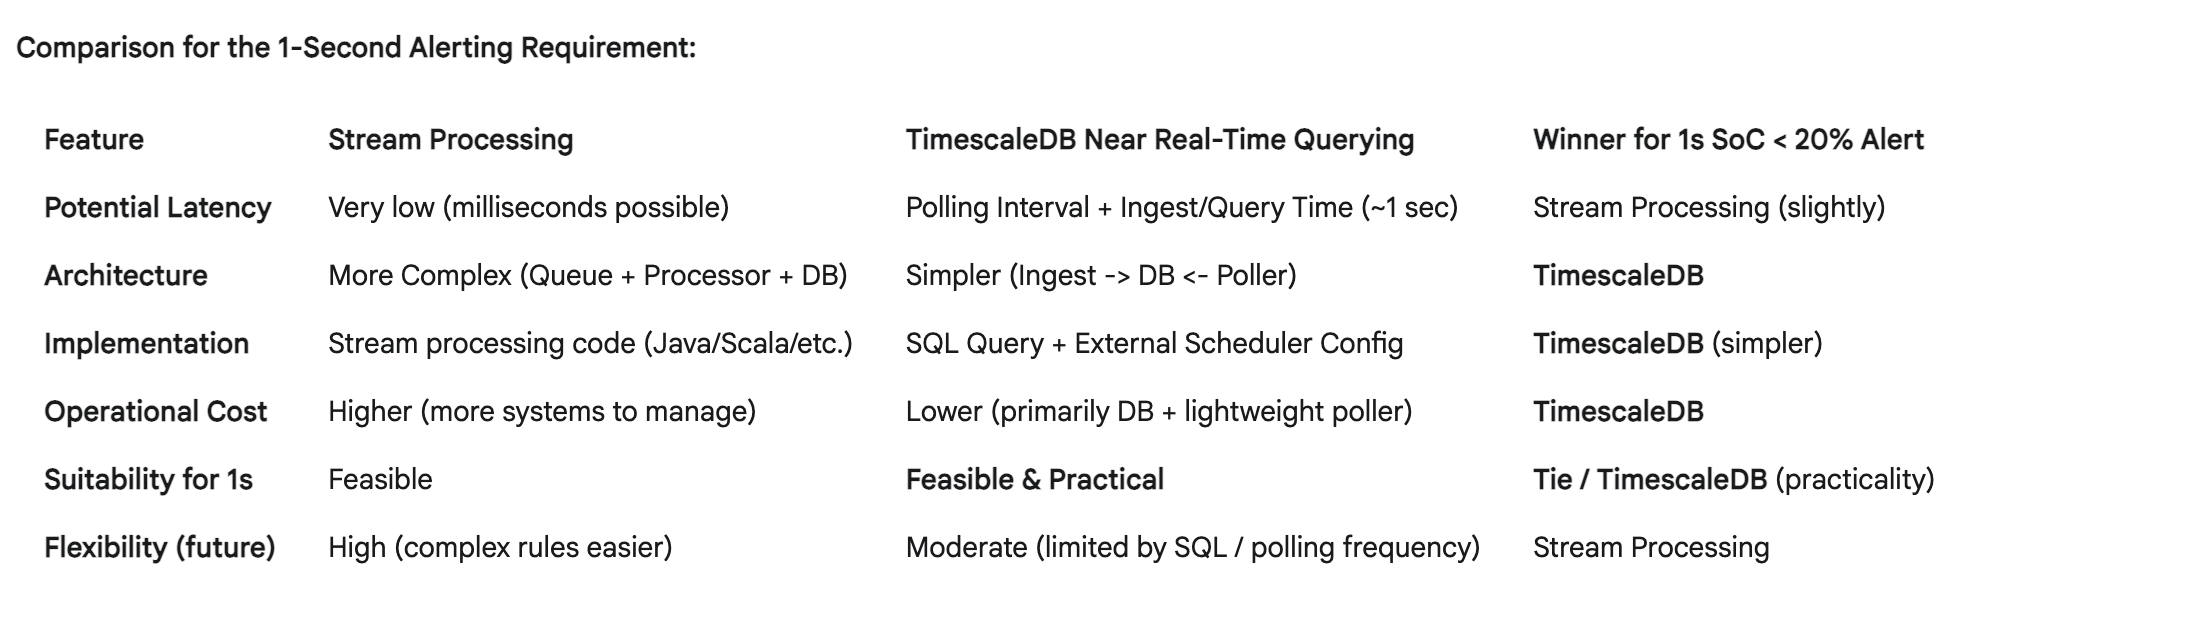 Comparison for the 1-Second Alerting Requirement:
Feature Stream Processing TimescaleDB Near Real-Time Querying Winner for 1s SoC < 20% Alert
Potential Latency Very low (milliseconds possible) Polling Interval + Ingest/Query Time (~1 sec) Stream Processing (slightly)
Architecture More Complex (Queue + Processor + DB) Simpler (Ingest -> DB <- Poller) TimescaleDB
Implementation Stream processing code (Java/Scala/etc.) SQL Query + External Scheduler Config TimescaleDB (simpler)
Operational Cost Higher (more systems to manage) Lower (primarily DB + lightweight poller) TimescaleDB
Suitability for 1s Feasible Feasible & Practical Tie / TimescaleDB (practicality)
Flexibility (future) High (complex rules easier) Moderate (limited by SQL / polling frequency) Stream Processing